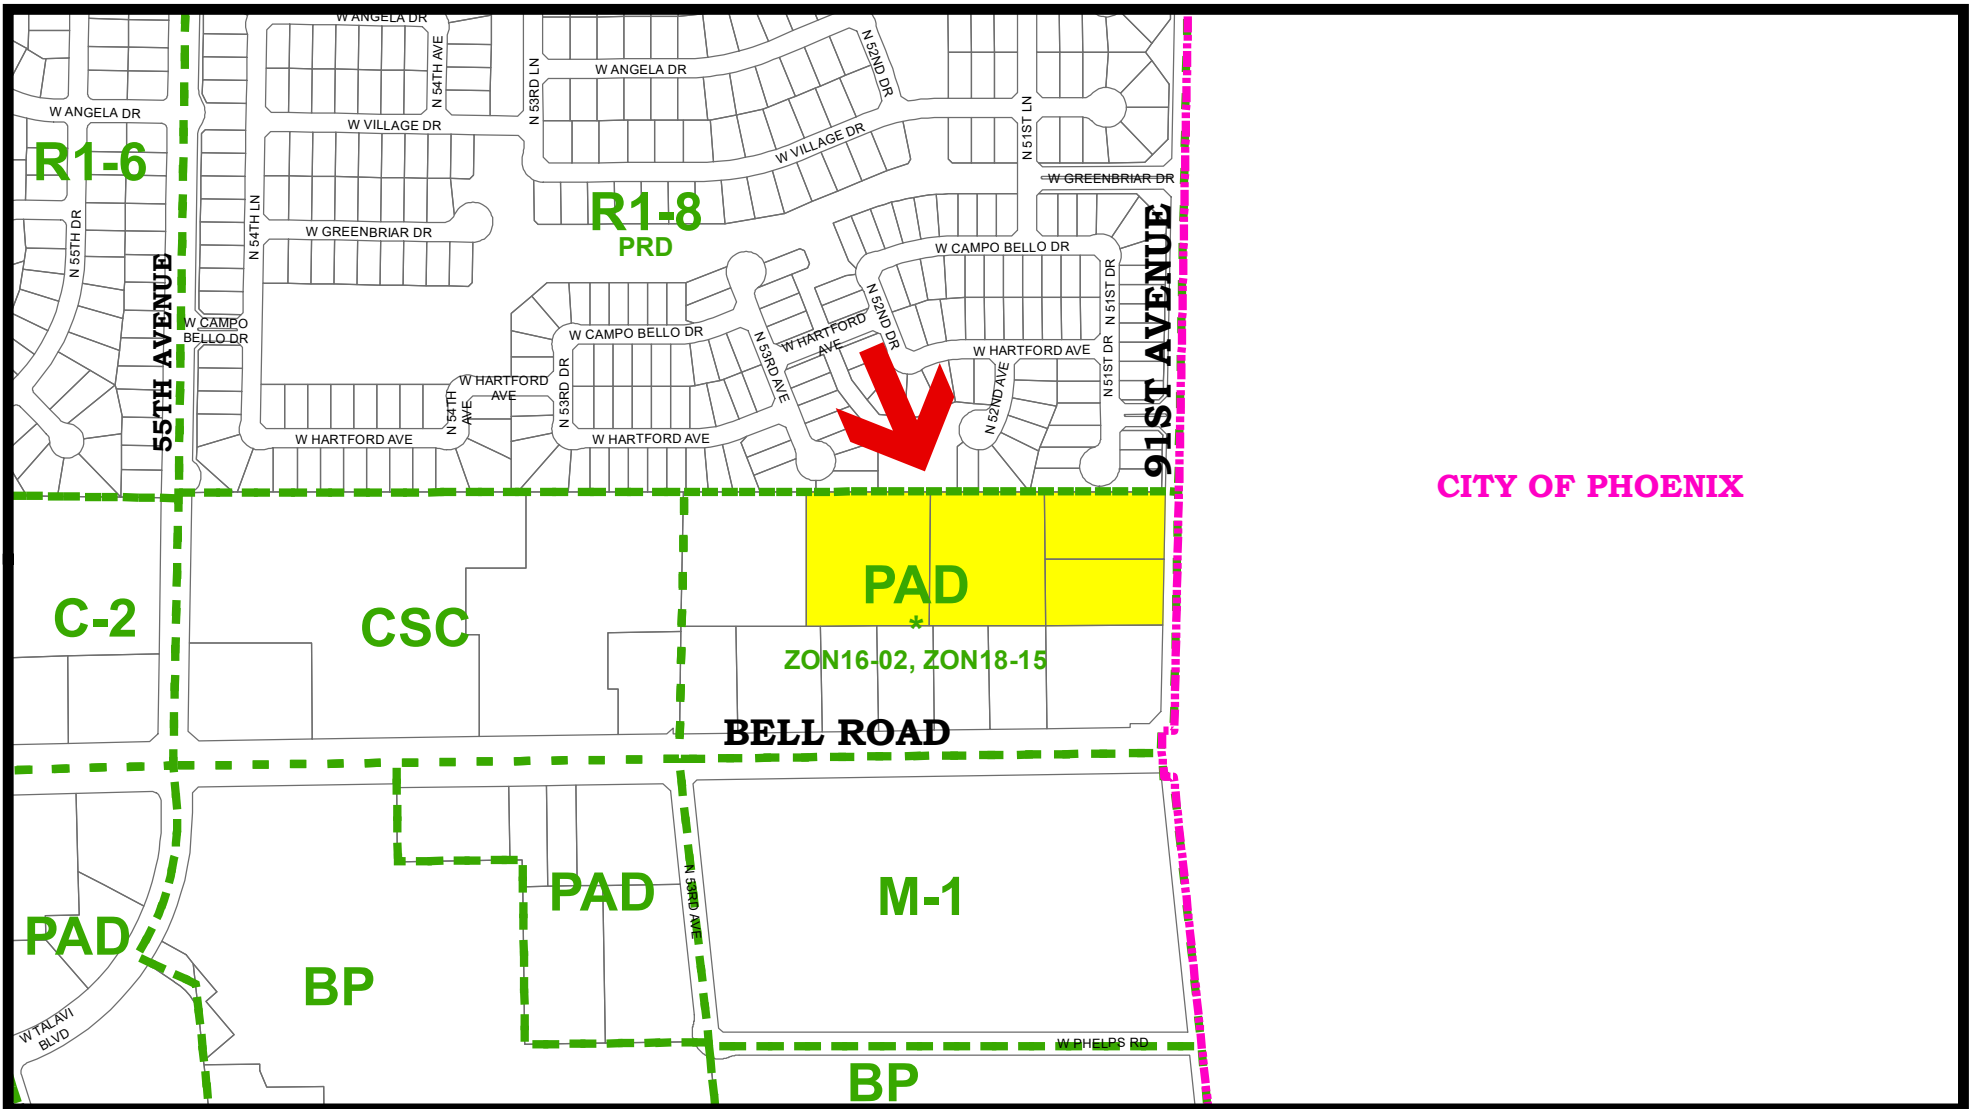 W ANGELA DR
W ANGELA DR
W ANGELA DR
N 54TH AVE
N 53RD LN
N 52ND DR
W VILLAGE DR
W VILLAGE DR
N 51ST LN
R1-6
R1-8
PRD
W GREENBRIAR DR
W GREENBRIAR DR
N 55TH DR
N 54TH LN
55TH AVENUE
91ST AVENUE
W CAMPO
BELLO DR
W CAMPO BELLO DR
W CAMPO BELLO DR
N 51ST DR
N 51ST DR
N 52ND DR
W HARTFORD
AVE
W HARTFORD AVE
N 53RD AVE
N 53RD DR
W HARTFORD
AVE
N 54TH
AVE
N 52ND AVE
W HARTFORD AVE
W HARTFORD AVE
CITY OF PHOENIX
C-2
CSC
PAD
*
ZON16-02, ZON18-15
BELL ROAD
PAD
BP
PAD
N 53RD AVE
M-1
W TALAVI
BLVD
W PHELPS RD
BP